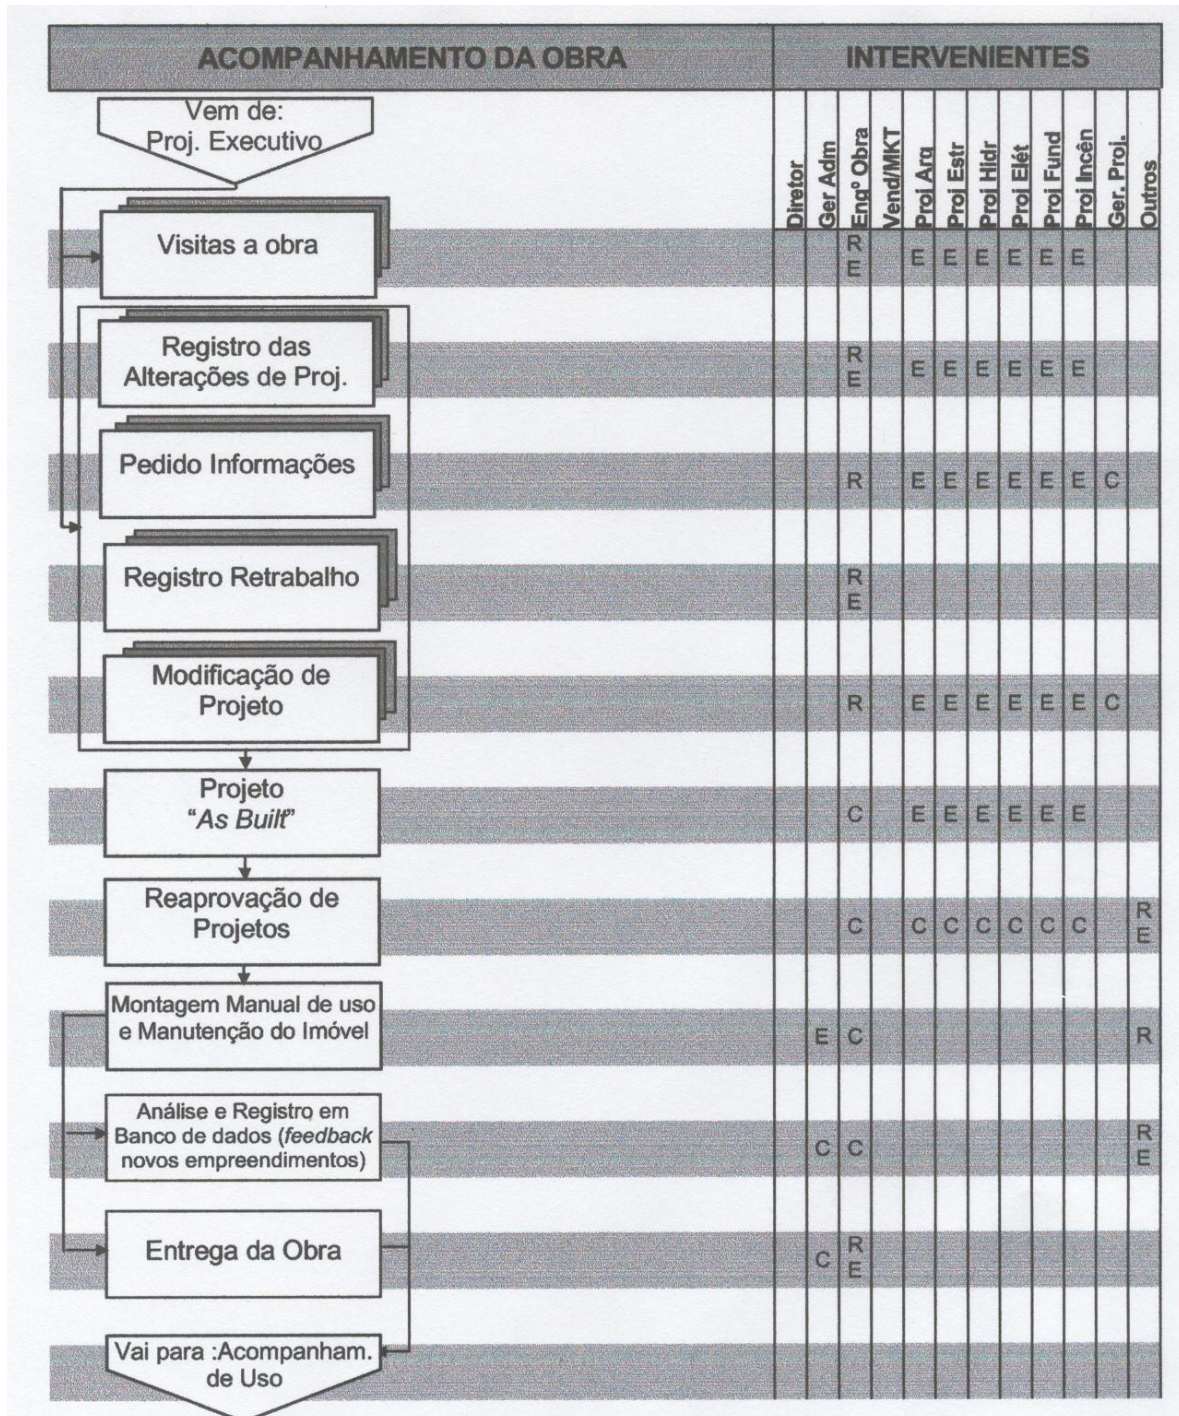 ACOMPANHAMENTO DA OBRA INTERVENIENTES
Vem de:
Proj. Executivo
Diretor
Ger Adm
Engº Obra
Vend/MKT
Proj Arq
Proj Estr
Proj Hidr
Proj Elét
Proj Fund
Proj Incên
Ger. Proj.
Outros
Visitas a obra
R
E E E E E E E
Registro das
Alterações de Proj.
R
E E E E E E E
Pedido Informações
R E E E E E E C
Registro Retrabalho
R
E
Modificação de
Projeto
R E E E E E E C
Projeto
“As Built”
C E E E E E E
Reaprovação de
Projetos
C C C C C C C R
E
Montagem Manual de uso
e Manutenção do Imóvel
E C R
Análise e Registro em
Banco de dados (feedback
novos empreendimentos)
C C R
E
Entrega da Obra
C R
E
Vai para :Acompanham.
de Uso